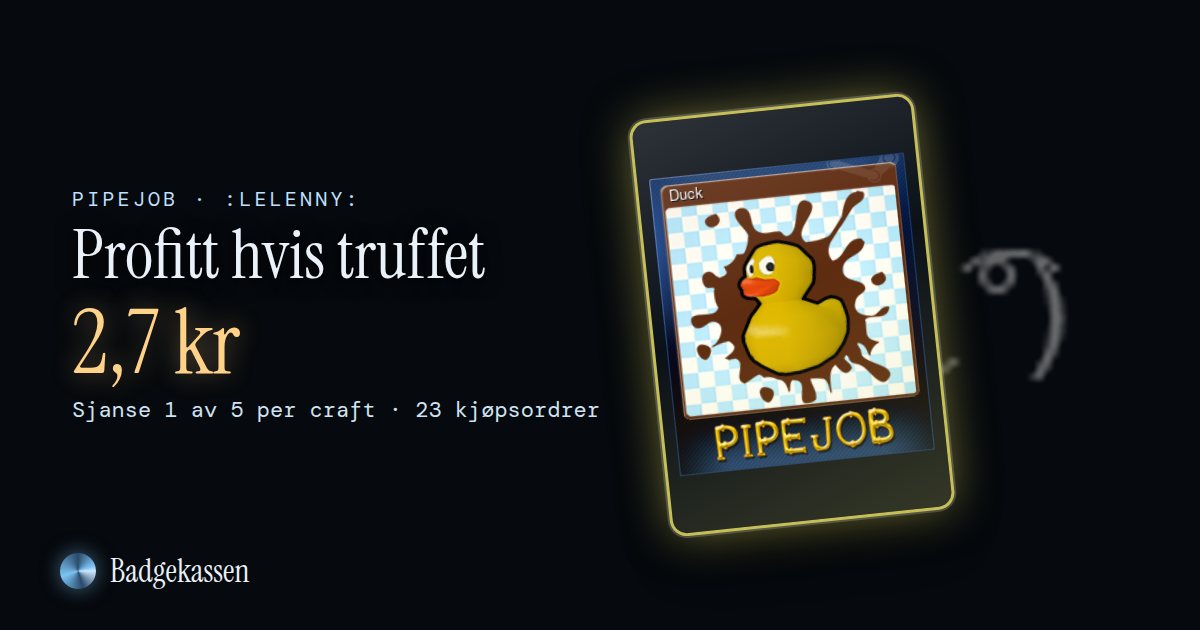 PIPEJOB · :LELENNY:
Profitt hvis truffet
2,7 kr
Sjanse 1 av 5 per craft · 23 kjøpsordrer
Duck
PIPEJOB
Badgekassen